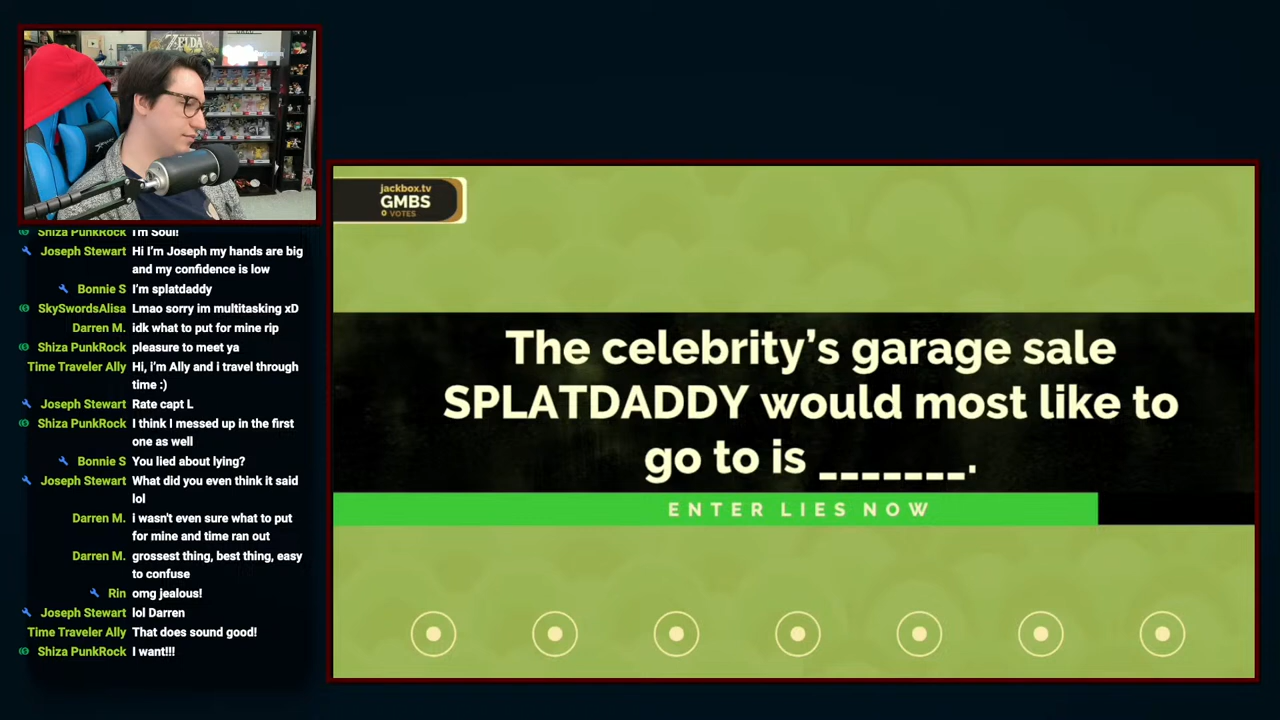 ZELDA
Shiza PunkRock I'm Soul!
Joseph Stewart Hi I'm Joseph my hands are big
and my confidence is low
Bonnie S I'm splatdaddy
SkySwordsAlisa Lmao sorry im multitasking xD
Darren M. idk what to put for mine rip
Shiza PunkRock pleasure to meet ya
Time Traveler Ally Hi, i'm Ally and i travel through
time :)
Joseph Stewart Rate capt L
Shiza PunkRock I think I messed up in the first
one as well
Bonnie S You lied about lying?
Joseph Stewart What did you even think it said
lol
Darren M. i wasn't even sure what to put
for mine and time ran out
Darren M. grossest thing, best thing, easy
to confuse
Rin omg jealous!
Joseph Stewart lol Darren
Time Traveler Ally That does sound good!
Shiza PunkRock I want!!!
jackbox.tv
GMBS
0 VOTES
The celebrity's garage sale
SPLATDADDY would most like to
go to is _______.
ENTER LIES NOW